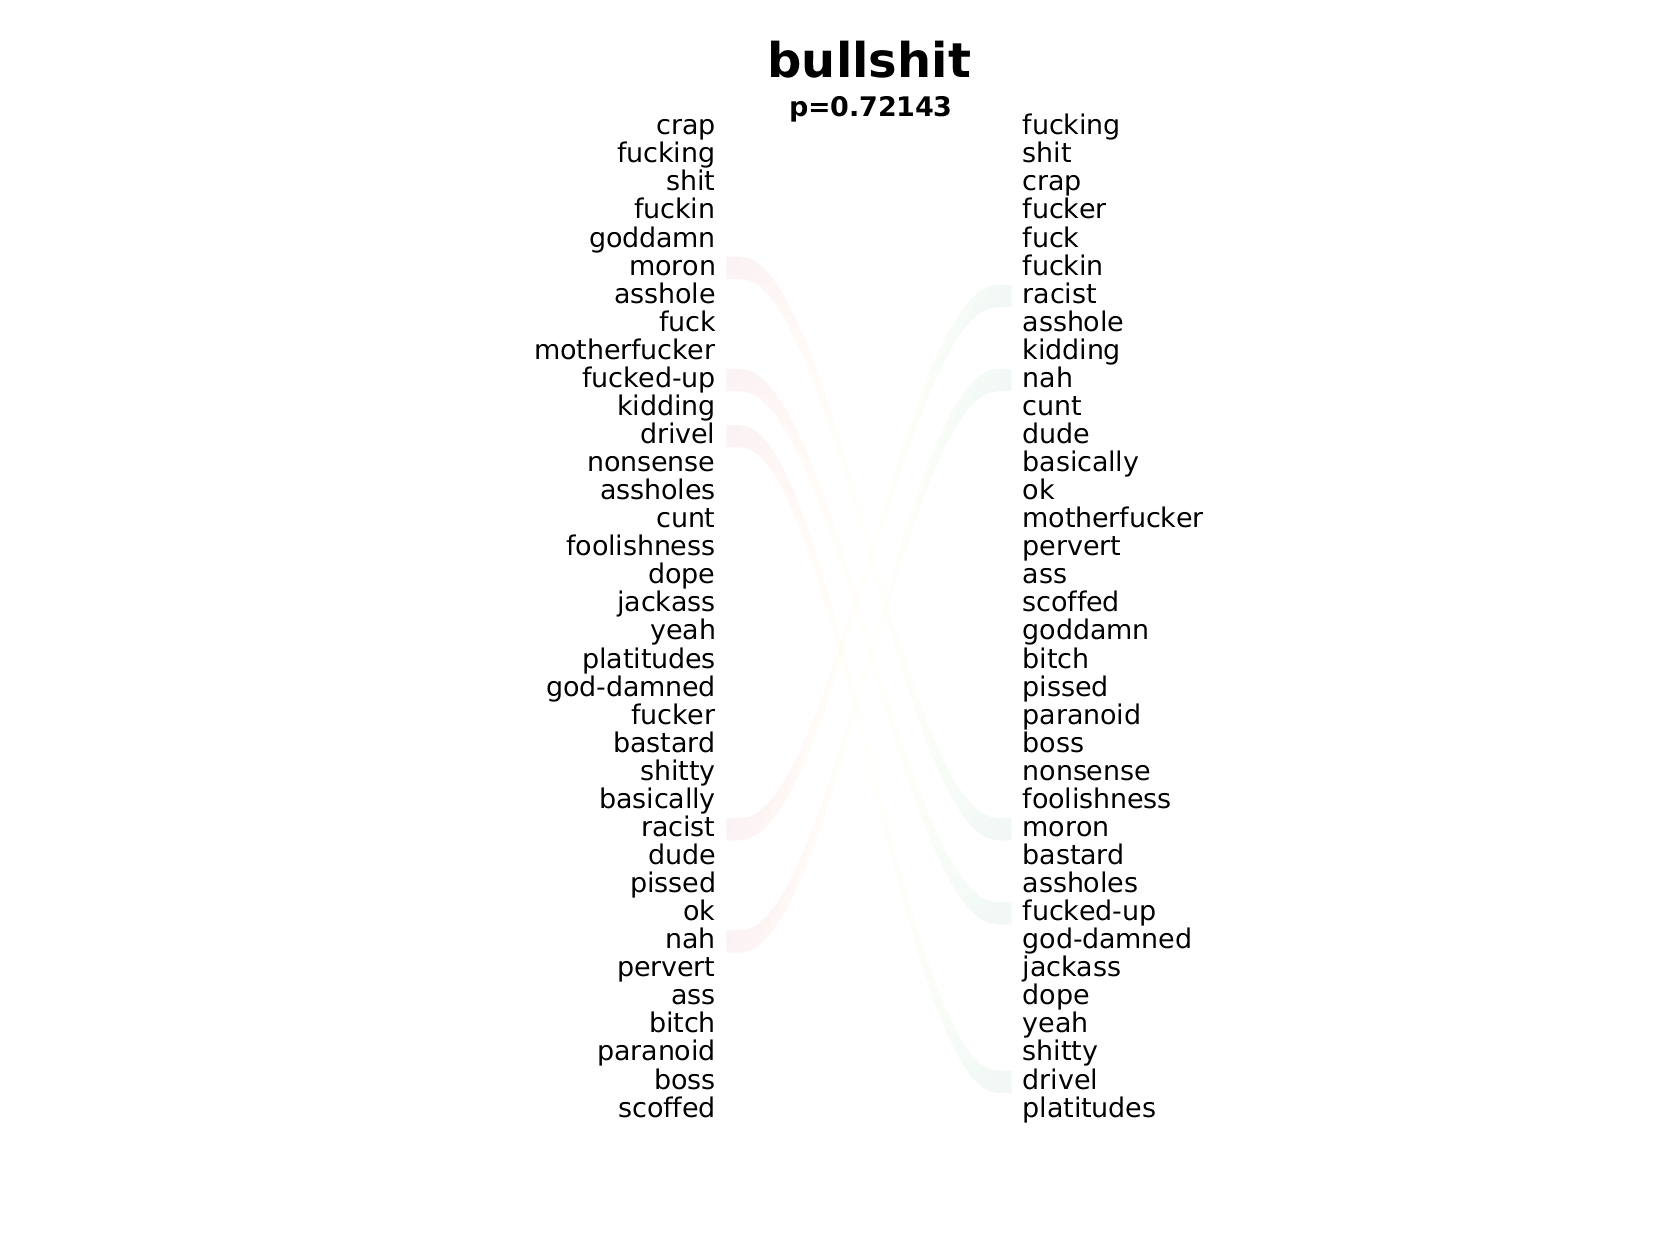 bullshit
p=0.72143
crap
fucking
shit
fuckin
goddamn
moron
asshole
fuck
motherfucker
fucked-up
kidding
drivel
nonsense
assholes
cunt
foolishness
dope
jackass
yeah
platitudes
god-damned
fucker
bastard
shitty
basically
racist
dude
pissed
ok
nah
pervert
ass
bitch
paranoid
boss
scoffed
fucking
shit
crap
fucker
fuck
fuckin
racist
asshole
kidding
nah
cunt
dude
basically
ok
motherfucker
pervert
ass
scoffed
goddamn
bitch
pissed
paranoid
boss
nonsense
foolishness
moron
bastard
assholes
fucked-up
god-damned
jackass
dope
yeah
shitty
drivel
platitudes